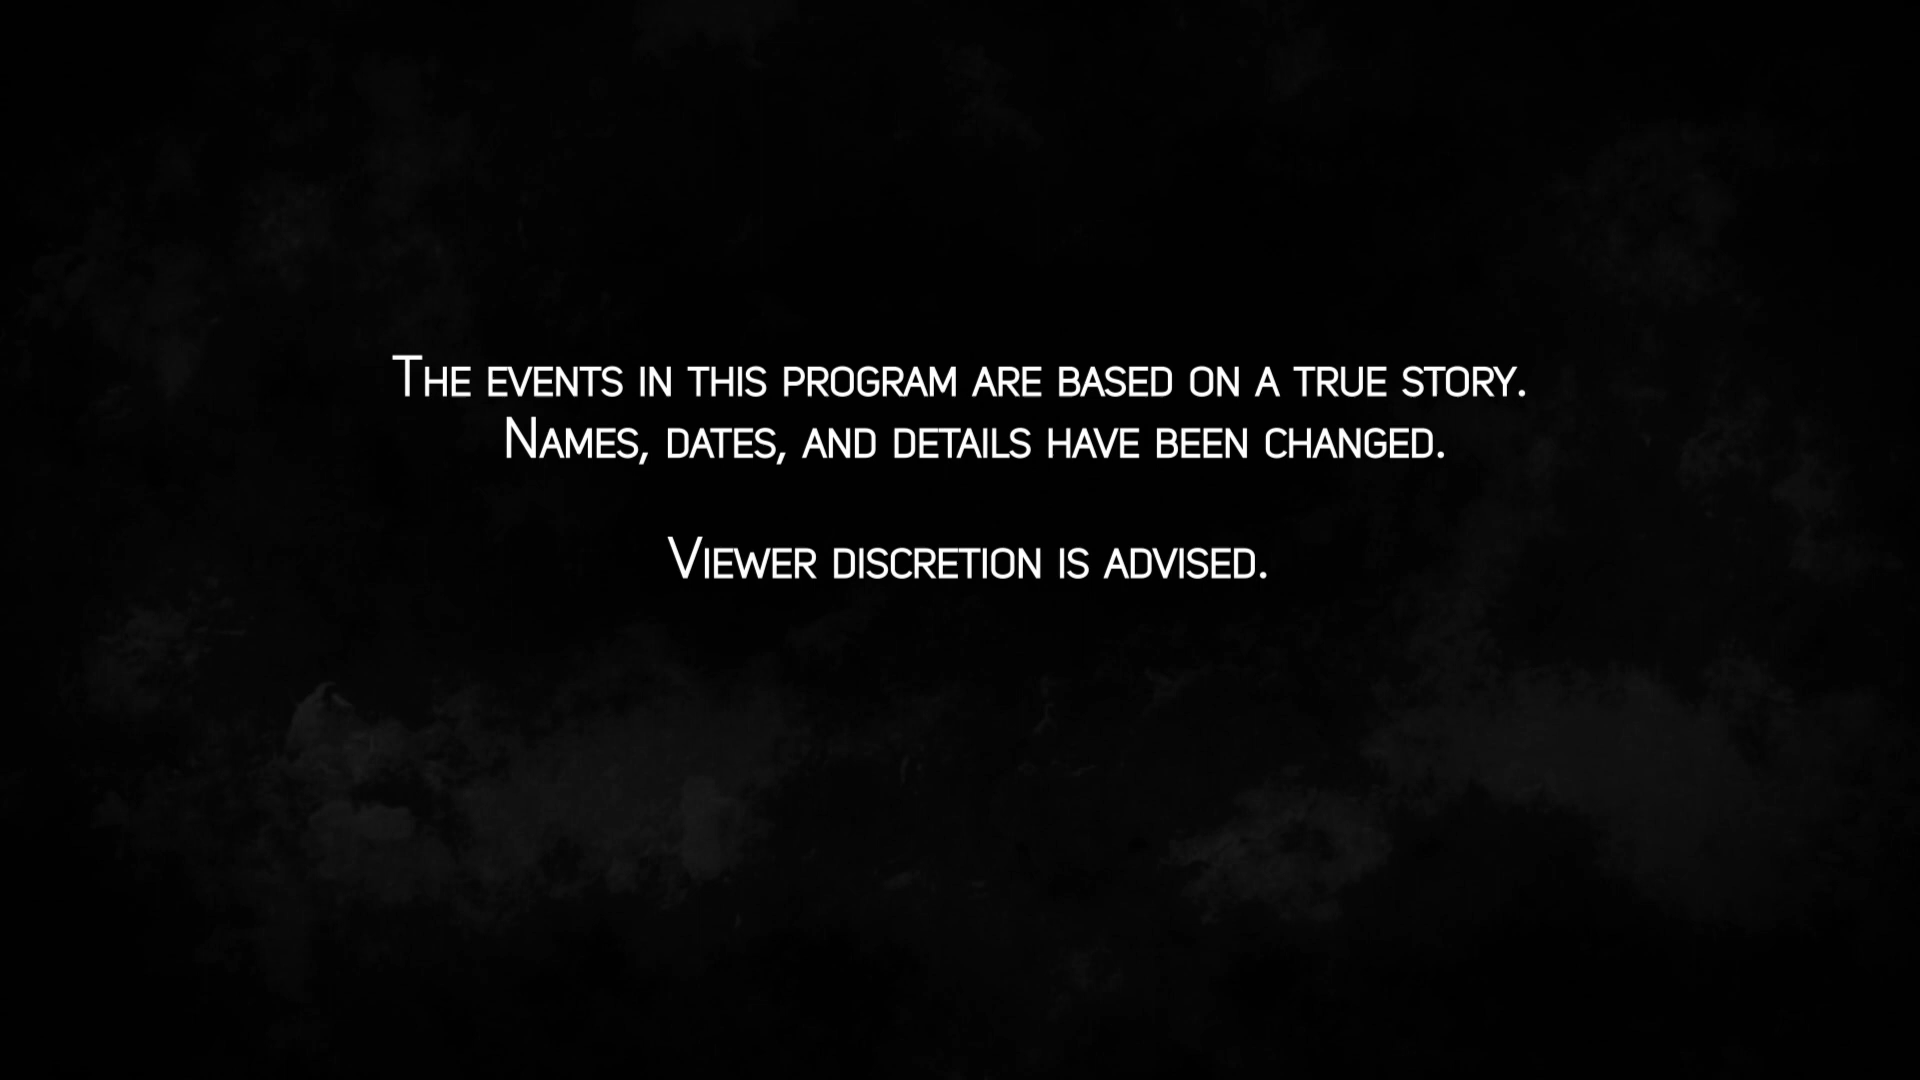 The events in this program are based on a true story.
Names, dates, and details have been changed.
Viewer discretion is advised.